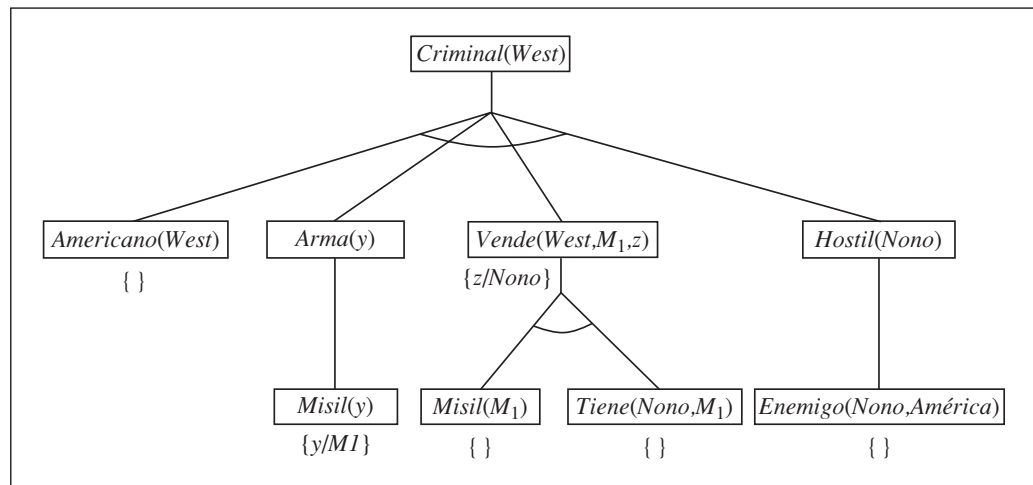 Criminal(West)
Americano(West) Arma(y) Vende(West,M₁,z) Hostil(Nono)
{ } {z/Nono}
Misil(y) Misil(M₁) Tiene(Nono,M₁) Enemigo(Nono,América)
{y/M1} { } { } { }